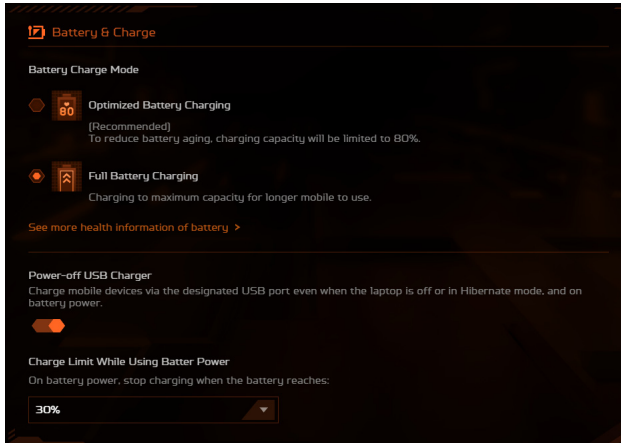 Battery & Charge
Battery Charge Mode
80
Optimized Battery Charging
[Recommended]
To reduce battery aging, charging capacity will be limited to 80%.
Full Battery Charging
Charging to maximum capacity for longer mobile to use.
See more health information of battery >
Power-off USB Charger
Charge mobile devices via the designated USB port even when the laptop is off or in Hibernate mode, and on
battery power.
Charge Limit While Using Batter Power
On battery power, stop charging when the battery reaches:
30%